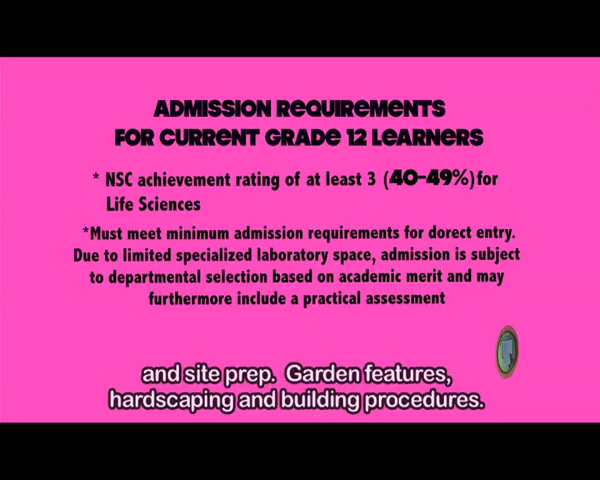 ADMISSION REQUIREMENTS
FOR CURRENT GRADE 12 LEARNERS
* NSC achievement rating of at least 3 (40-49%) for
Life Sciences
*Must meet minimum admission requirements for dorect entry.
Due to limited specialized laboratory space, admission is subject
to departmental selection based on academic merit and may
furthermore include a practical assessment
and site prep. Garden features,
hardscaping and building procedures.